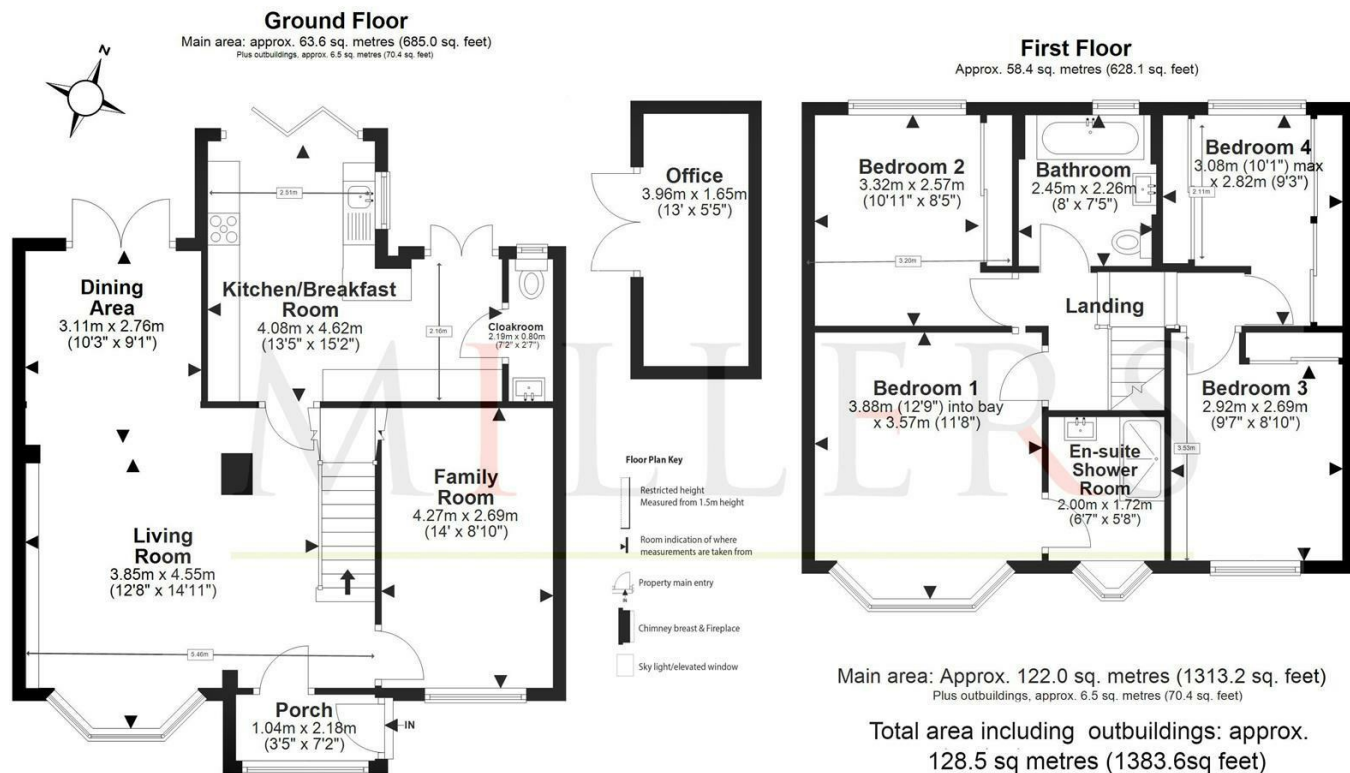 Ground Floor
Main area: approx. 63.6 sq. metres (685.0 sq. feet)
Plus outbuildings, approx. 6.5 sq. metres (70.4 sq. feet)
N
First Floor
Approx. 58.4 sq. metres (628.1 sq. feet)
2.51m
Dining
Area
3.11m x 2.76m
(10'3" x 9'1")
Kitchen/Breakfast
Room
4.08m x 4.62m
(13'5" x 15'2")
2.16m
Cloakroom
2.19m x 0.80m
(7'2" x 2'7")
Office
3.96m x 1.65m
(13' x 5'5")
Bedroom 2
3.32m x 2.57m
(10'11" x 8'5")
3.20m
Bathroom
2.45m x 2.26m
(8' x 7'5")
Bedroom 4
3.08m (10'1") max
x 2.82m (9'3")
2.11m
Landing
MILLERS
Living
Room
3.85m x 4.55m
(12'8" x 14'11")
5.46m
Family
Room
4.27m x 2.69m
(14' x 8'10")
Porch
1.04m x 2.18m
(3'5" x 7'2")
IN
Floor Plan Key
Restricted height
Measured from 1.5m height
Room indication of where
measurements are taken from
Property main entry
IN
Chimney breast & Fireplace
Sky light/elevated window
Bedroom 1
3.88m (12'9") into bay
x 3.57m (11'8")
En-suite
Shower
Room
2.00m x 1.72m
(6'7" x 5'8")
Bedroom 3
2.92m x 2.69m
(9'7" x 8'10")
3.53m
Main area: Approx. 122.0 sq. metres (1313.2 sq. feet)
Plus outbuildings, approx. 6.5 sq. metres (70.4 sq. feet)
Total area including outbuildings: approx.
128.5 sq metres (1383.6sq feet)